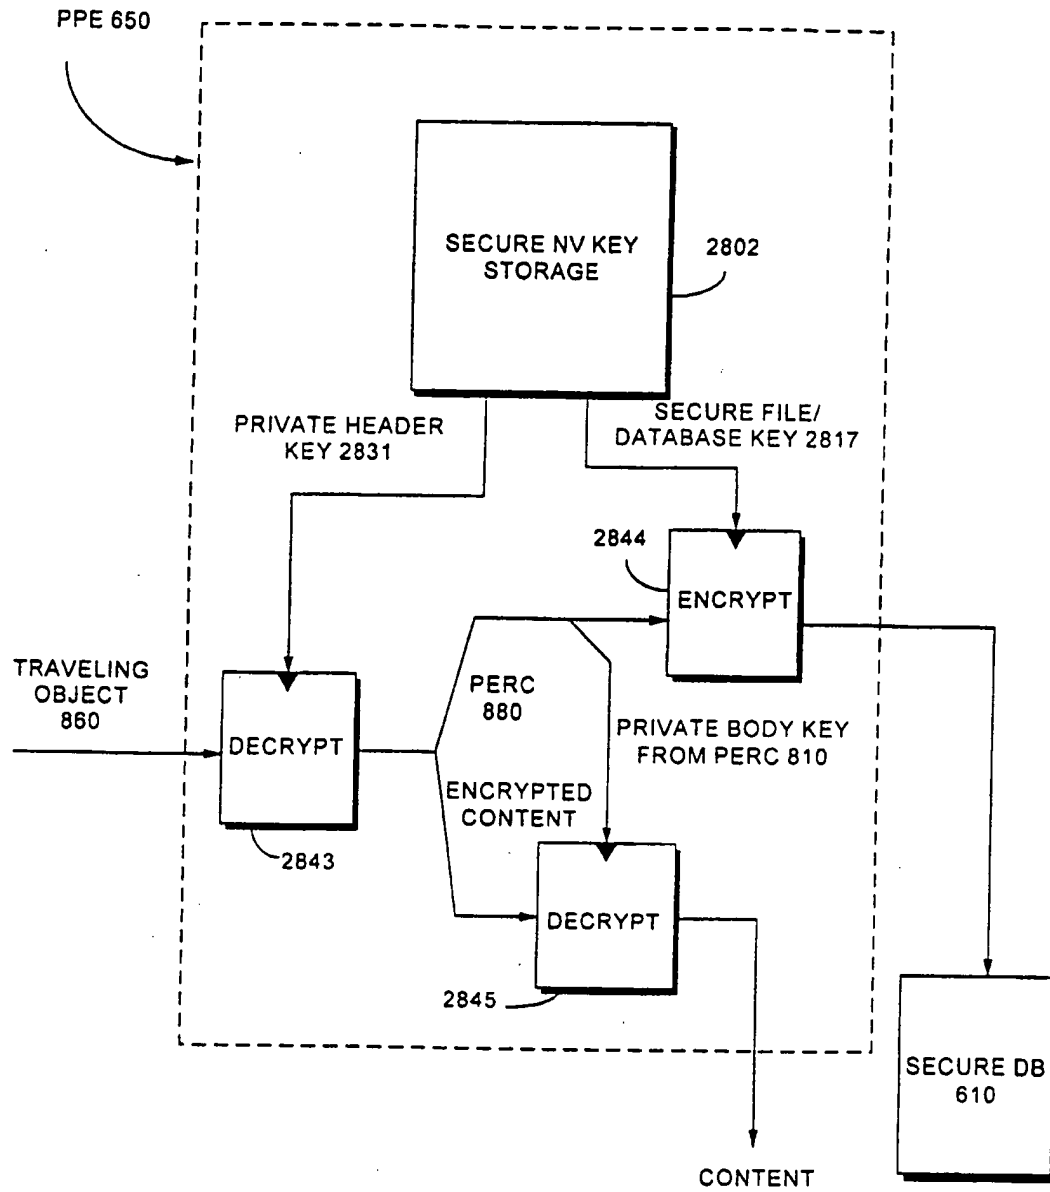 PPE 650
SECURE NV KEY
STORAGE
2802
PRIVATE HEADER
KEY 2831
SECURE FILE/
DATABASE KEY 2817
2844
ENCRYPT
TRAVELING
OBJECT
860
DECRYPT
PERC
880
PRIVATE BODY KEY
FROM PERC 810
ENCRYPTED
CONTENT
2843
DECRYPT
2845
SECURE DB
610
CONTENT